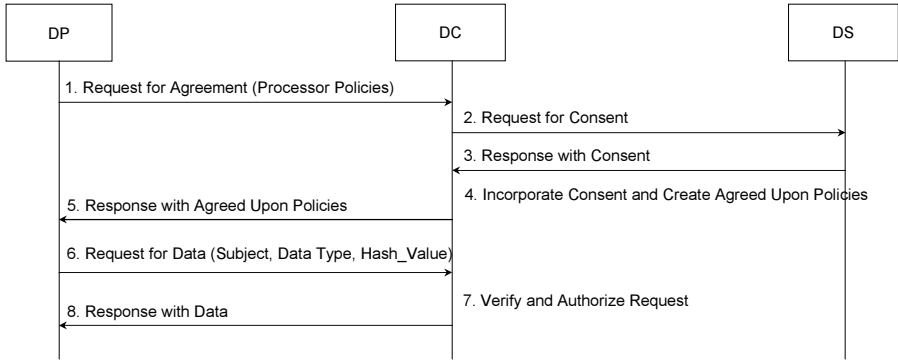 DP
DC
DS
1. Request for Agreement (Processor Policies)
2. Request for Consent
3. Response with Consent
4. Incorporate Consent and Create Agreed Upon Policies
5. Response with Agreed Upon Policies
6. Request for Data (Subject, Data Type, Hash_Value)
7. Verify and Authorize Request
8. Response with Data